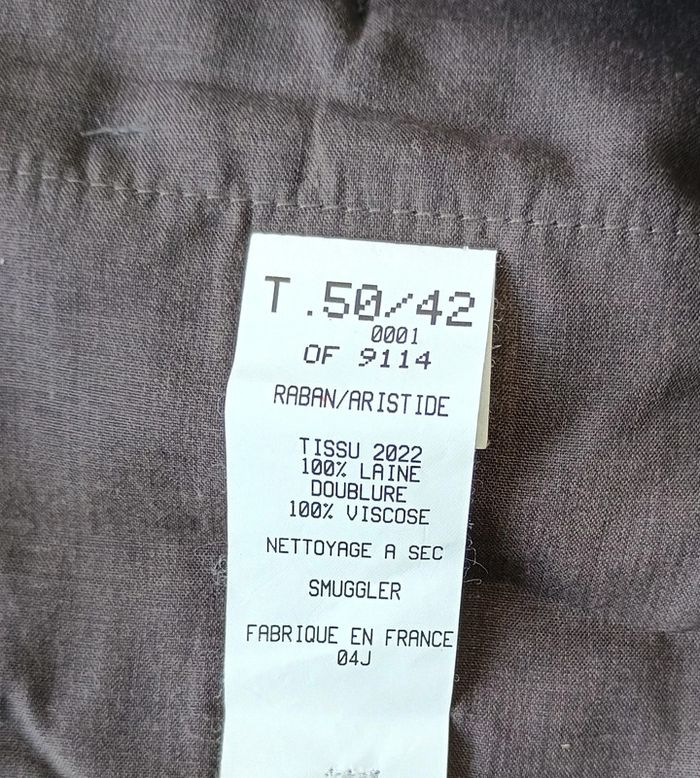 T.50/42
0001
OF 9114
RABAN/ARISTIDE
TISSU 2022
100% LAINE
DOUBLURE
100% VISCOSE
NETTOYAGE A SEC
SMUGGLER
FABRIQUE EN FRANCE
04J